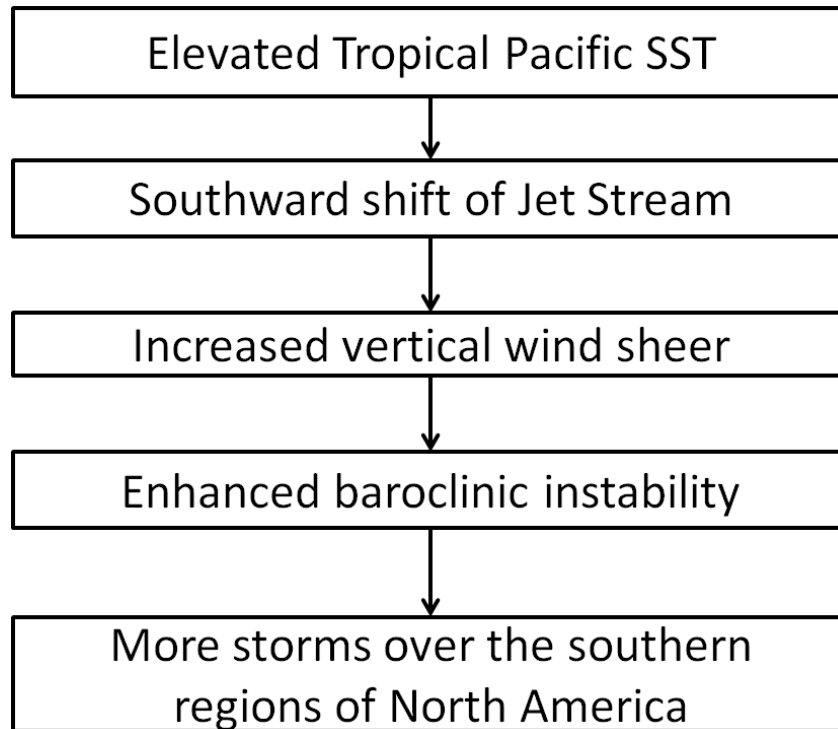 Elevated Tropical Pacific SST
Southward shift of Jet Stream
Increased vertical wind sheer
Enhanced baroclinic instability
More storms over the southern
regions of North America